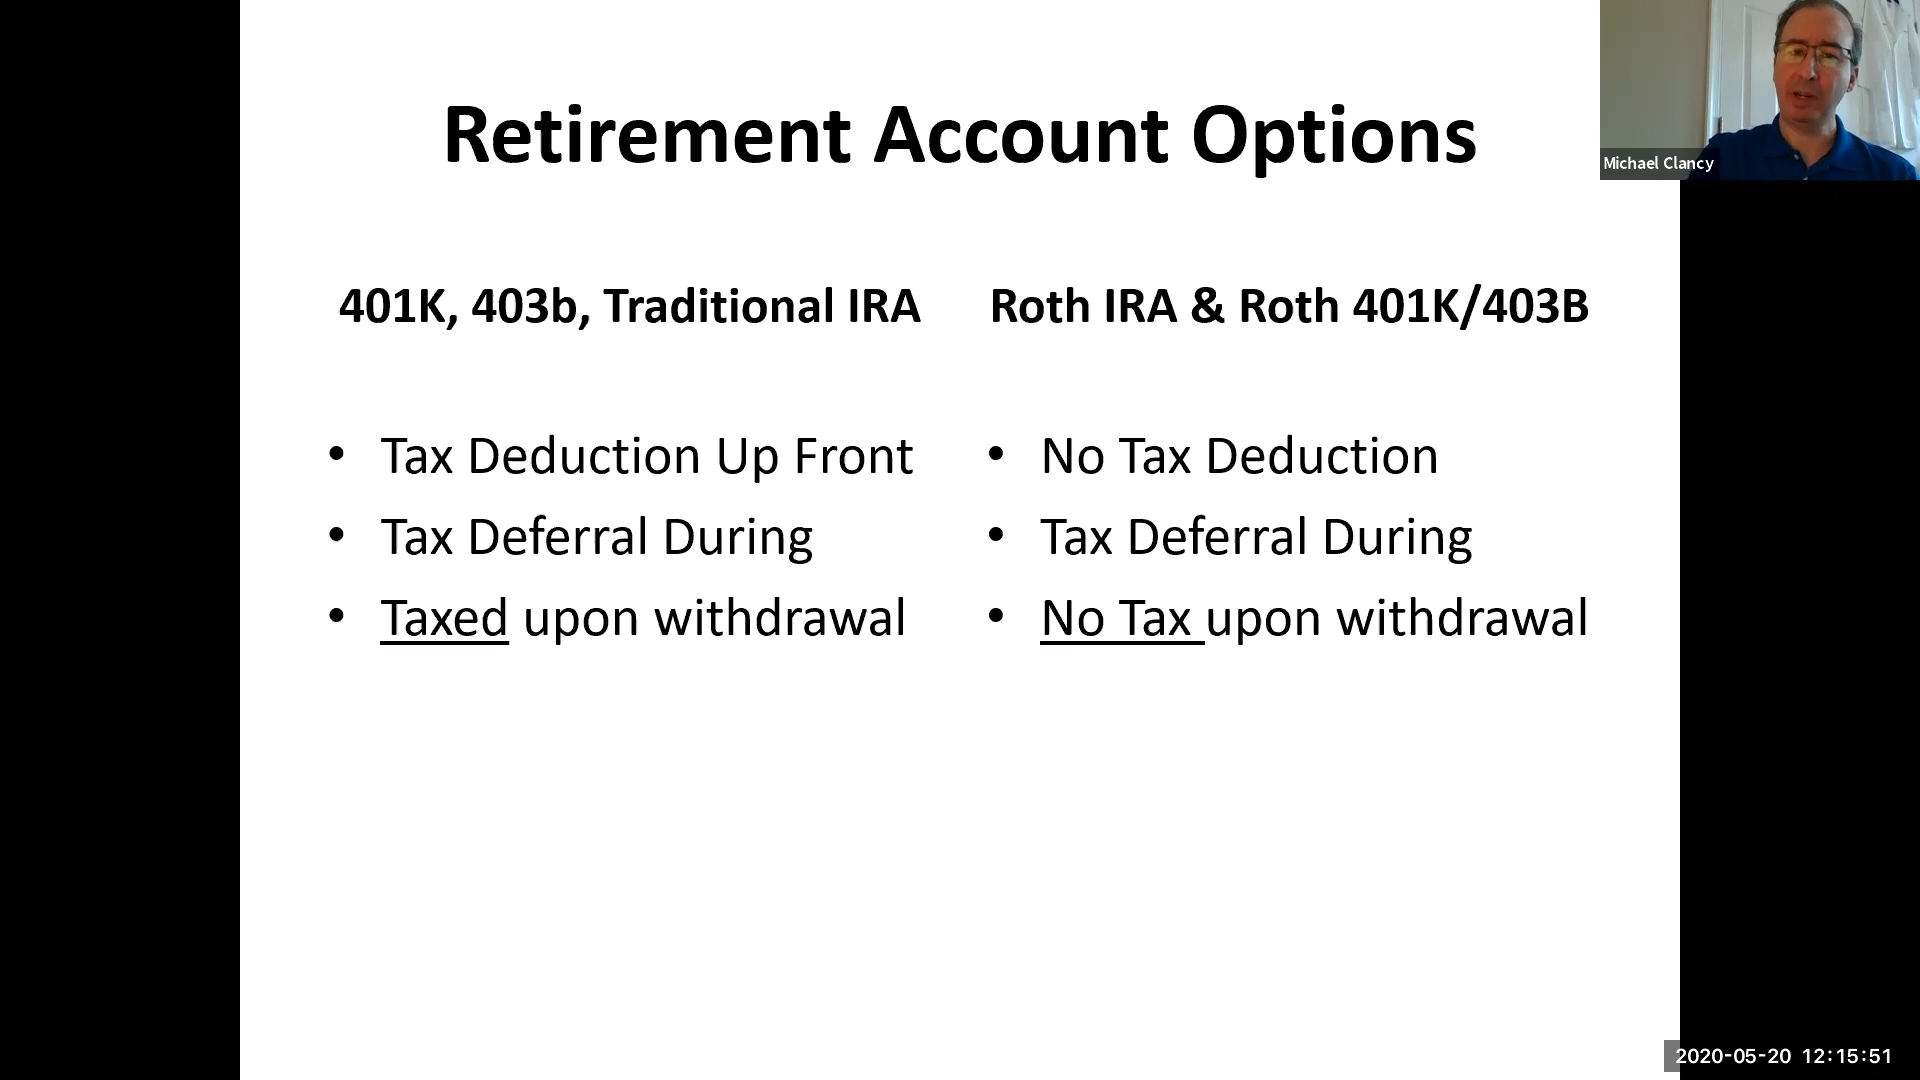 Retirement Account Options
Michael Clancy
401K, 403b, Traditional IRA
• Tax Deduction Up Front
• Tax Deferral During
• Taxed upon withdrawal
Roth IRA & Roth 401K/403B
• No Tax Deduction
• Tax Deferral During
• No Tax upon withdrawal
2020-05-20 12:15:51